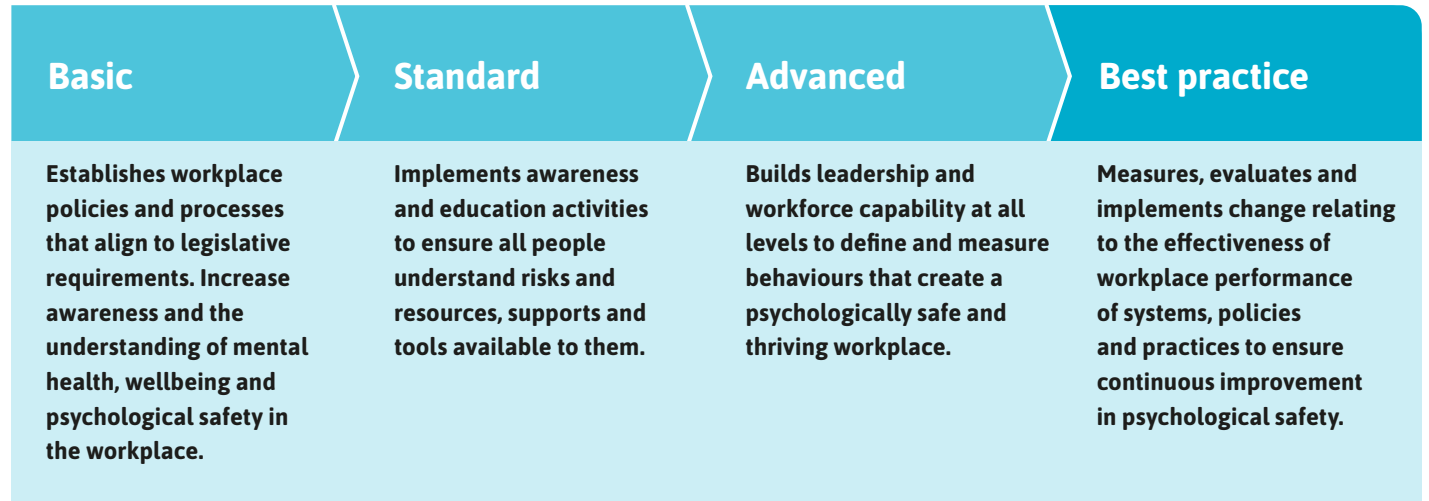 Basic
Establishes workplace
policies and processes
that align to legislative
requirements. Increase
awareness and the
understanding of mental
health, wellbeing and
psychological safety in
the workplace.
Standard
Implements awareness
and education activities
to ensure all people
understand risks and
resources, supports and
tools available to them.
Advanced
Builds leadership and
workforce capability at all
levels to define and measure
behaviours that create a
psychologically safe and
thriving workplace.
Best practice
Measures, evaluates and
implements change relating
to the effectiveness of
workplace performance
of systems, policies
and practices to ensure
continuous improvement
in psychological safety.